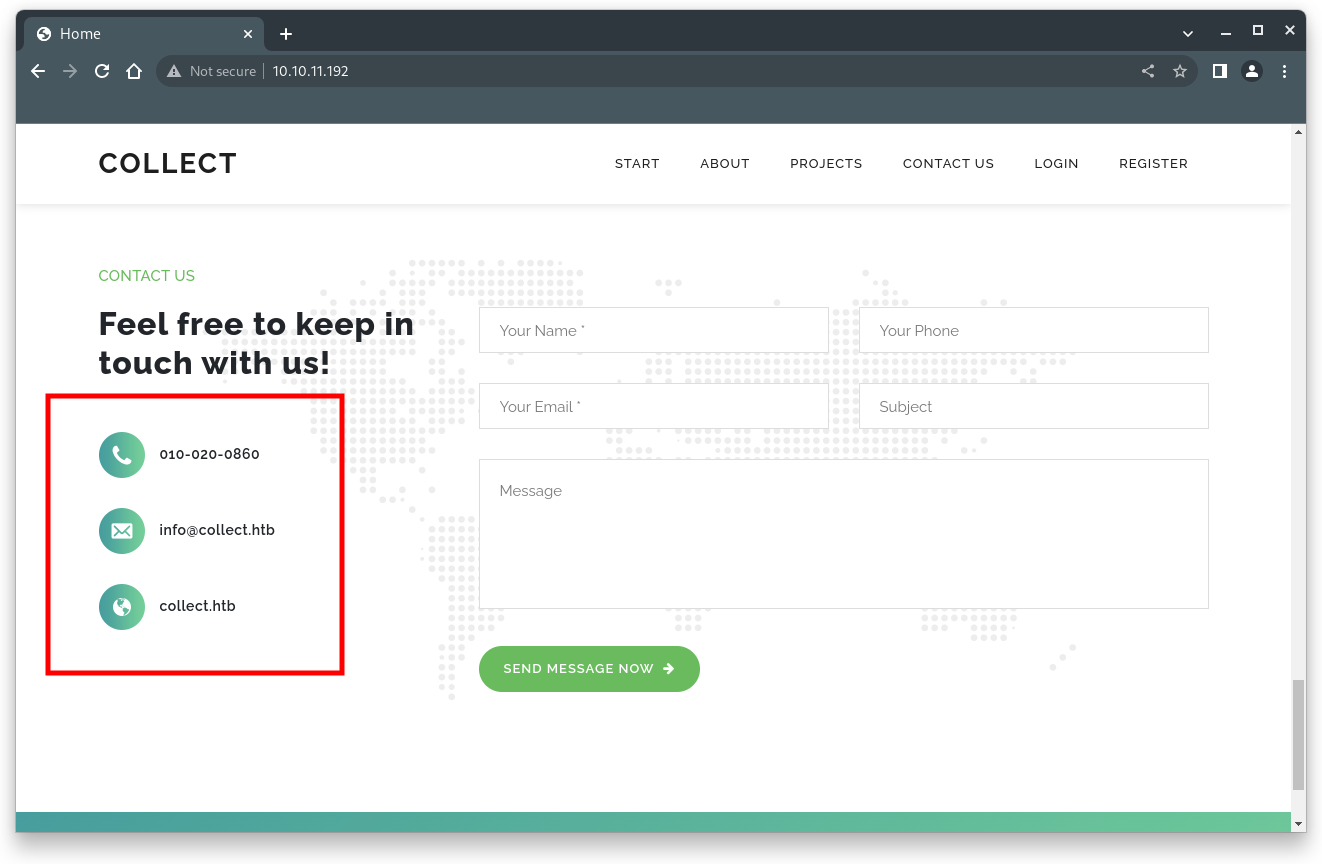 Home
Not secure
10.10.11.192
COLLECT
START
ABOUT
PROJECTS
CONTACT US
LOGIN
REGISTER
CONTACT US
Feel free to keep in
touch with us!
010-020-0860
info@collect.htb
collect.htb
Your Name *
Your Phone
Your Email *
Subject
Message
SEND MESSAGE NOW